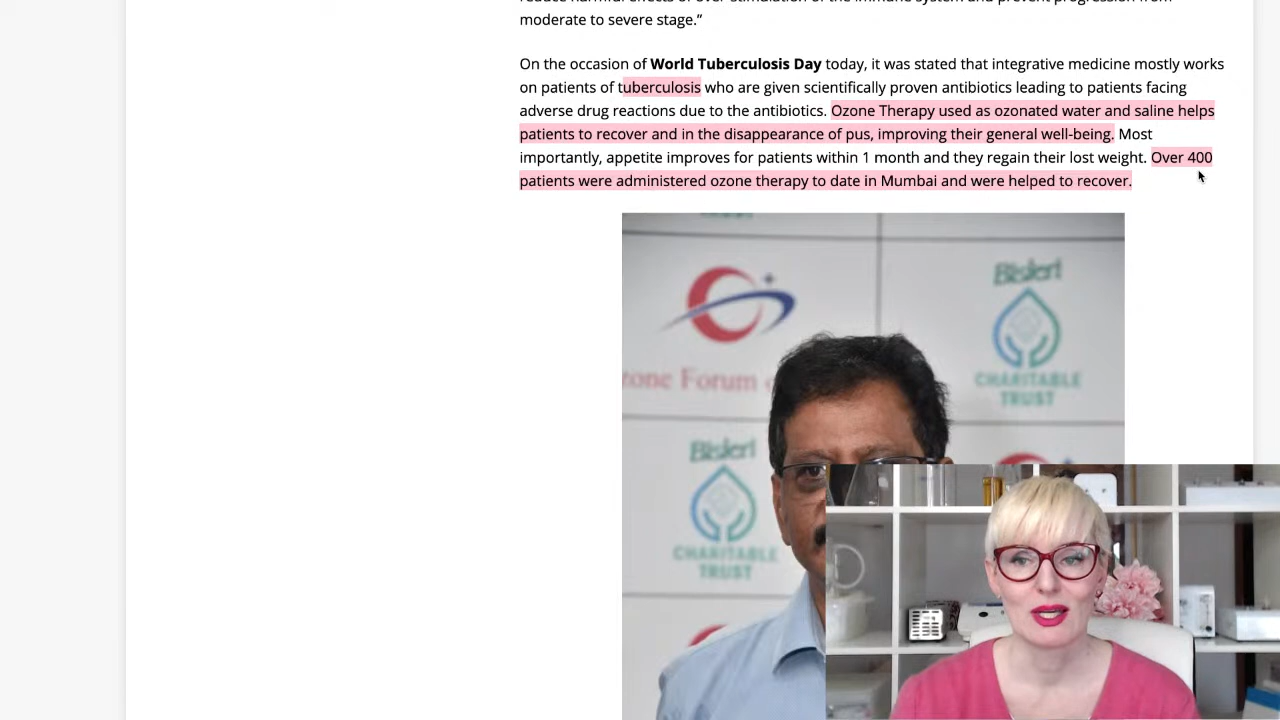 moderate to severe stage.”
On the occasion of World Tuberculosis Day today, it was stated that integrative medicine mostly works
on patients of tuberculosis who are given scientifically proven antibiotics leading to patients facing
adverse drug reactions due to the antibiotics. Ozone Therapy used as ozonated water and saline helps
patients to recover and in the disappearance of pus, improving their general well-being. Most
importantly, appetite improves for patients within 1 month and they regain their lost weight. Over 400
patients were administered ozone therapy to date in Mumbai and were helped to recover.
TRUST
Bisleri
CHARITABLE
TRUST
zone Forum
Bisleri
CHARITABLE
TRUST